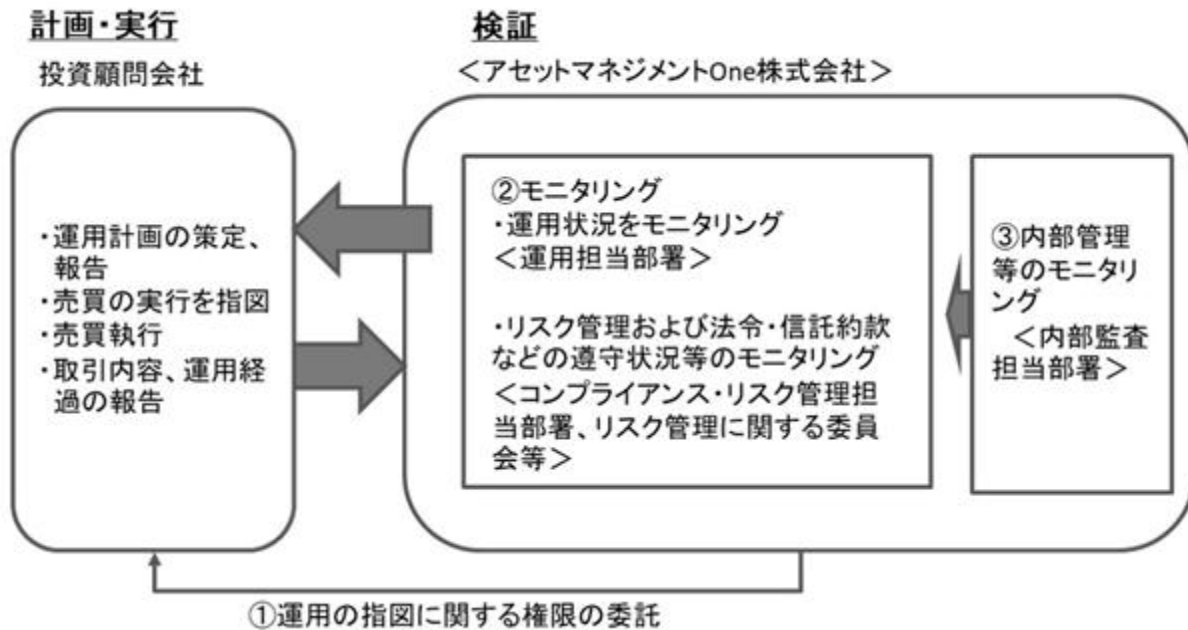 計画・実行
投資顧問会社
・運用計画の策定、
報告
・売買の実行を指図
・売買執行
・取引内容、運用経
過の報告
検証
＜アセットマネジメントOne株式会社＞
②モニタリング
・運用状況をモニタリング
＜運用担当部署＞
・リスク管理および法令・信託約款
などの遵守状況等のモニタリング
＜コンプライアンス・リスク管理担
当部署、リスク管理に関する委員
会等＞
③内部管理
等のモニタリ
ング
＜内部監査
担当部署＞
①運用の指図に関する権限の委託